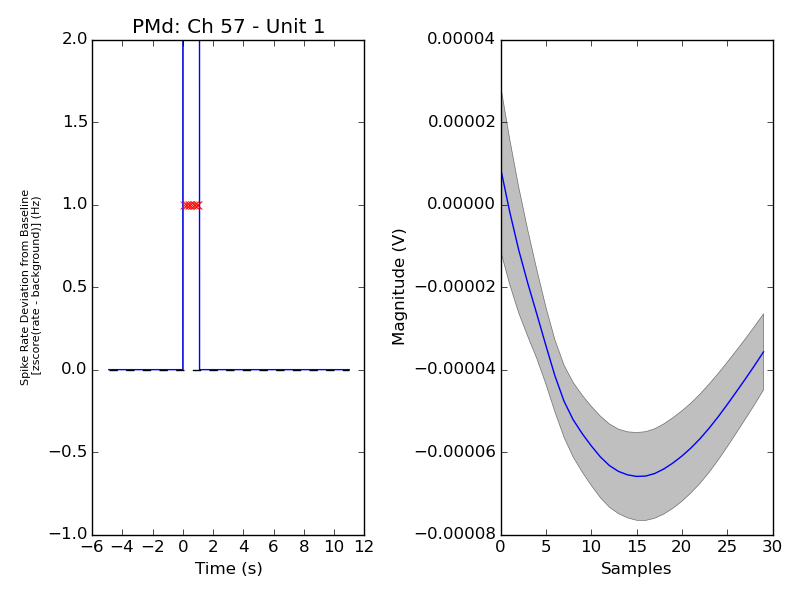 PMd: Ch 57 - Unit 1
2.0
1.5
1.0
0.5
0.0
−0.5
−1.0
−6 −4 −2 0 2 4 6 8 10 12
Time (s)
Spike Rate Deviation from Baseline
[zscore(rate - background)] (Hz)
0.00004
0.00002
0.00000
−0.00002
−0.00004
−0.00006
−0.00008
0 5 10 15 20 25 30
Samples
Magnitude (V)